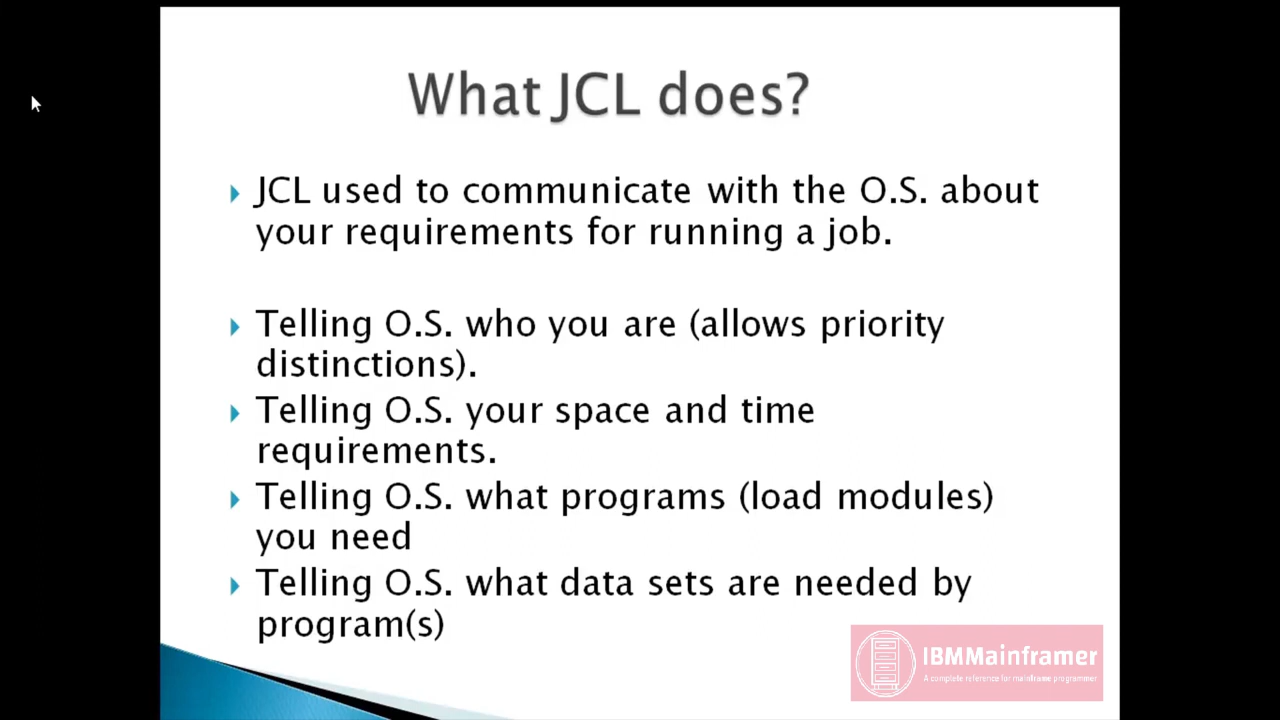 What JCL does?
JCL used to communicate with the O.S. about
your requirements for running a job.
Telling O.S. who you are (allows priority
distinctions).
Telling O.S. your space and time
requirements.
Telling O.S. what programs (load modules)
you need
Telling O.S. what data sets are needed by
program(s)
IBMMainframer
A complete reference for mainframe programmer